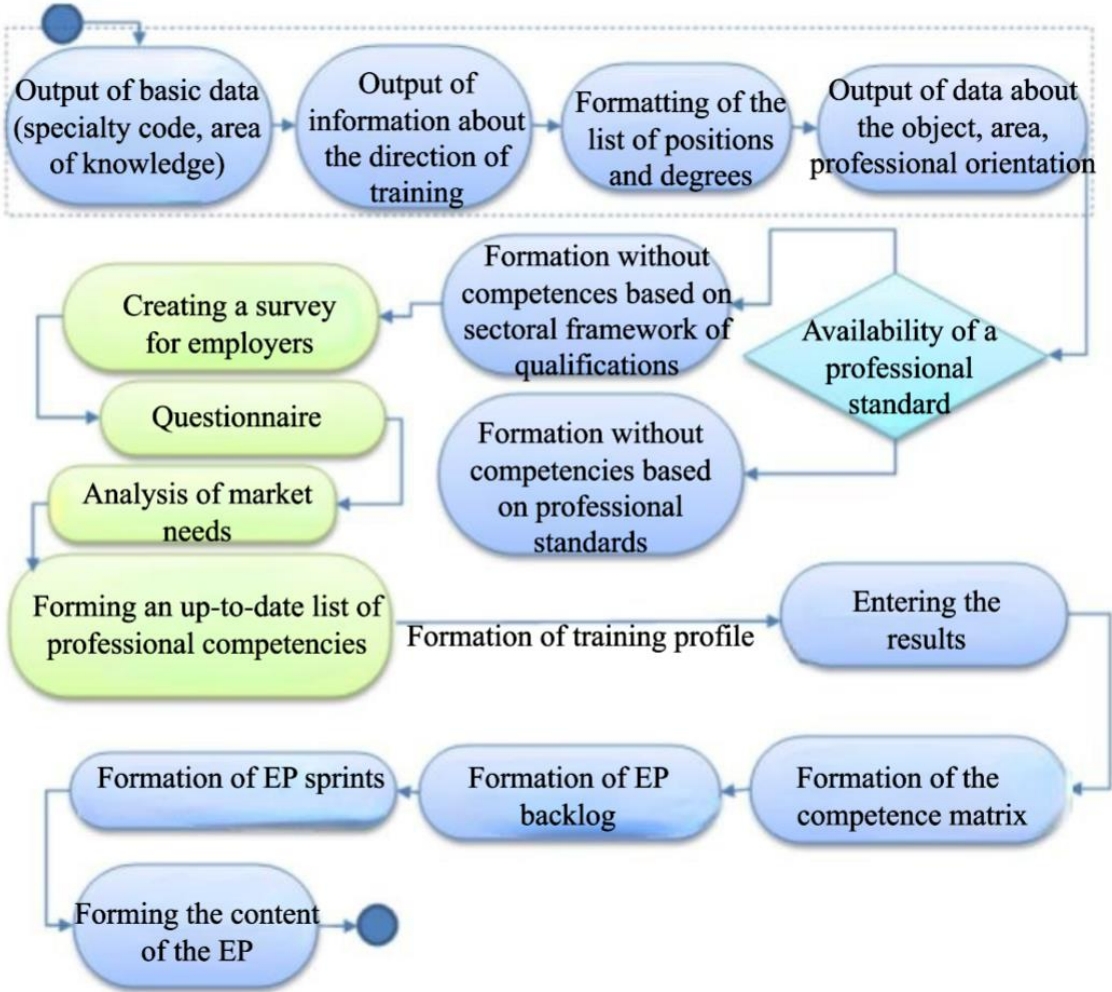 Output of basic data
(specialty code, area
of knowledge)
Output of
information about
the direction of
training
Formatting of the
list of positions
and degrees
Output of data about
the object, area,
professional orientation
Formation without
competences based on
sectoral framework of
qualifications
Creating a survey
for employers
Availability of a
professional
standard
Questionnaire
Formation without
competencies based
on professional
standards
Analysis of market
needs
Forming an up-to-date list of
professional competencies
Formation of training profile
Entering the
results
Formation of EP sprints
Formation of EP
backlog
Formation of the
competence matrix
Forming the content
of the EP